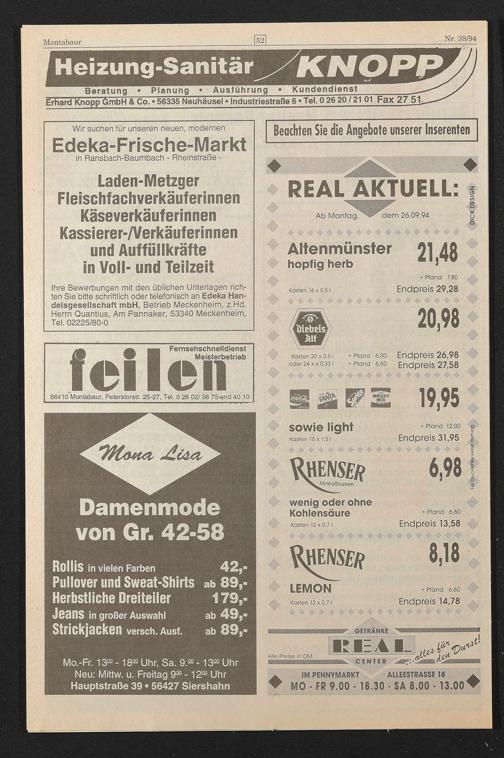 Montabaur
52
Nr. 38/94
Heizung-Sanitär KNOPP
Beratung • Planung • Ausführung • Kundendienst
Erhard Knopp GmbH & Co. • 56335 Neuhäusel • Industriestraße 6 • Tel. 0 26 20 / 21 01 Fax 27 51
Wir suchen für unseren neuen, modernen
Edeka-Frische-Markt
in Ransbach-Baumbach - Rheinstraße -
Laden-Metzger
Fleischfachverkäuferinnen
Käseverkäuferinnen
Kassierer-/Verkäuferinnen
und Auffüllkräfte
in Voll- und Teilzeit
Ihre Bewerbungen mit den üblichen Unterlagen rich-
ten Sie bitte schriftlich oder telefonisch an Edeka Han-
delsgesellschaft mbH, Betrieb Meckenheim, z.Hd.
Herrn Quantius, Am Pannaker, 53340 Meckenheim,
Tel. 02225/80-0
Fernsehschnelldienst
Meisterbetrieb
feilen
56410 Montabaur, Peterstorstr. 25-27, Tel. 0 26 02/ 56 75-und 40 10
Mona Lisa
Damenmode
von Gr. 42-58
Rollis in vielen Farben 42,-
Pullover und Sweat-Shirts ab 89,-
Herbstliche Dreiteiler 179,-
Jeans in großer Auswahl ab 49,-
Strickjacken versch. Ausf. ab 89,-
Mo.-Fr. 13⁰⁰ - 18⁰⁰ Uhr, Sa. 9⁰⁰ - 13⁰⁰ Uhr
Neu: Mittw. u. Freitag 9³⁰ - 12⁰⁰ Uhr
Hauptstraße 39 • 56427 Siershahn
Beachten Sie die Angebote unserer Inserenten
REAL AKTUELL:
Ab Montag, dem 26.09.94
DICK DESIGN
Altenmünster 21,48
hopfig herb
+ Pfand 7,80
Kasten 16 x 0,5 l Endpreis 29,28
Diebels
Alt
20,98
Kasten 20 x 0,5 l + Pfand 6,00 Endpreis 26,98
oder 24 x x 0,33 l + Pfand 6,60 Endpreis 27,58
Coca-Cola
FANTA
Sprite
MEZZO
MIX
19,95
sowie light + Pfand 12,00
Kasten 10 x 1,5 l Endpreis 31,95
RHENSER 6,98
Mineralbrunnen
wenig oder ohne
Kohlensäure + Pfand 6,60
Kasten 12 x 0,7 l Endpreis 13,58
RHENSER 8,18
LEMON + Pfand 6,60
Kasten 12 x 0,7 l Endpreis 14,78
GETRÄNKE
REAL
CENTER
Alle Preise in DM
...alles für
den Durst!
IM PENNYMARKT ALLEESTRASSE 18
MO - FR 9.00 - 18.30 · SA 8.00 - 13.00